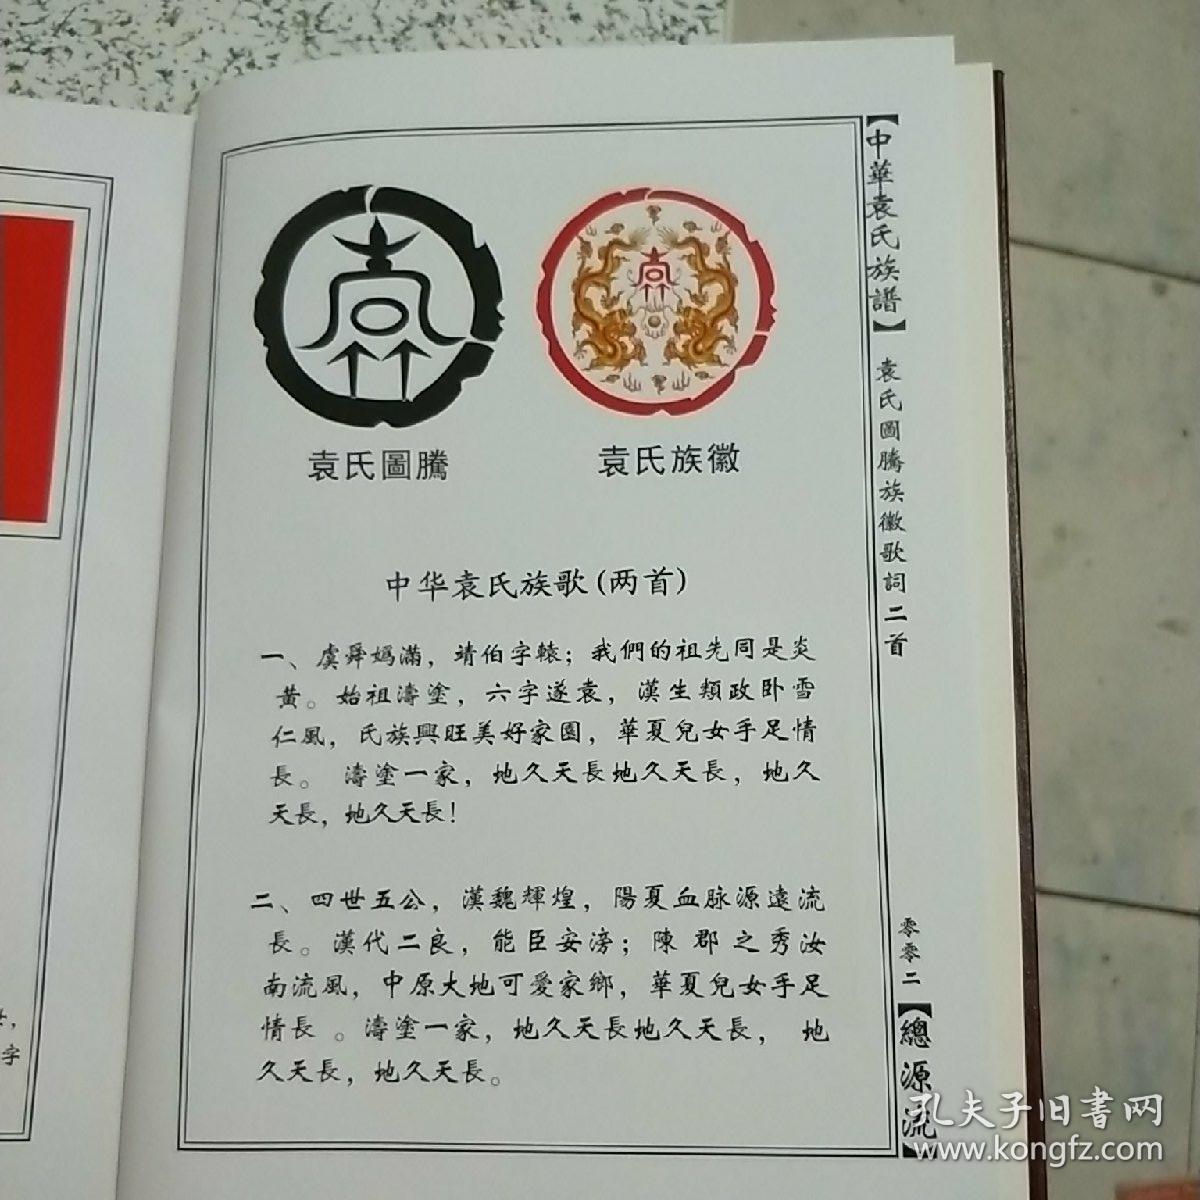 袁氏圖騰
袁氏族徽
中华袁氏族歌(两首)
一、虞舜嬀滿，靖伯字轅；我們的祖先同是炎
黃。始祖濤塗，六字遂袁，漢生類政卧雪
仁風，氏族興旺美好家園，華夏兒女手足情
長。濤塗一家，地久天長地久天長，地久
天長，地久天長！
二、四世五公，漢魏輝煌，陽夏血脉源遠流
長。漢代二良，能臣安滂；陳郡之秀汝
南流風，中原大地可愛家鄉，華夏兒女手足
情長。濤塗一家，地久天長地久天長，地
久天長，地久天長。
【中華袁氏族譜】
袁氏圖騰族徽歌詞二首
零零二
【總源流】
字
孔夫子旧书网
www.kongfz.com